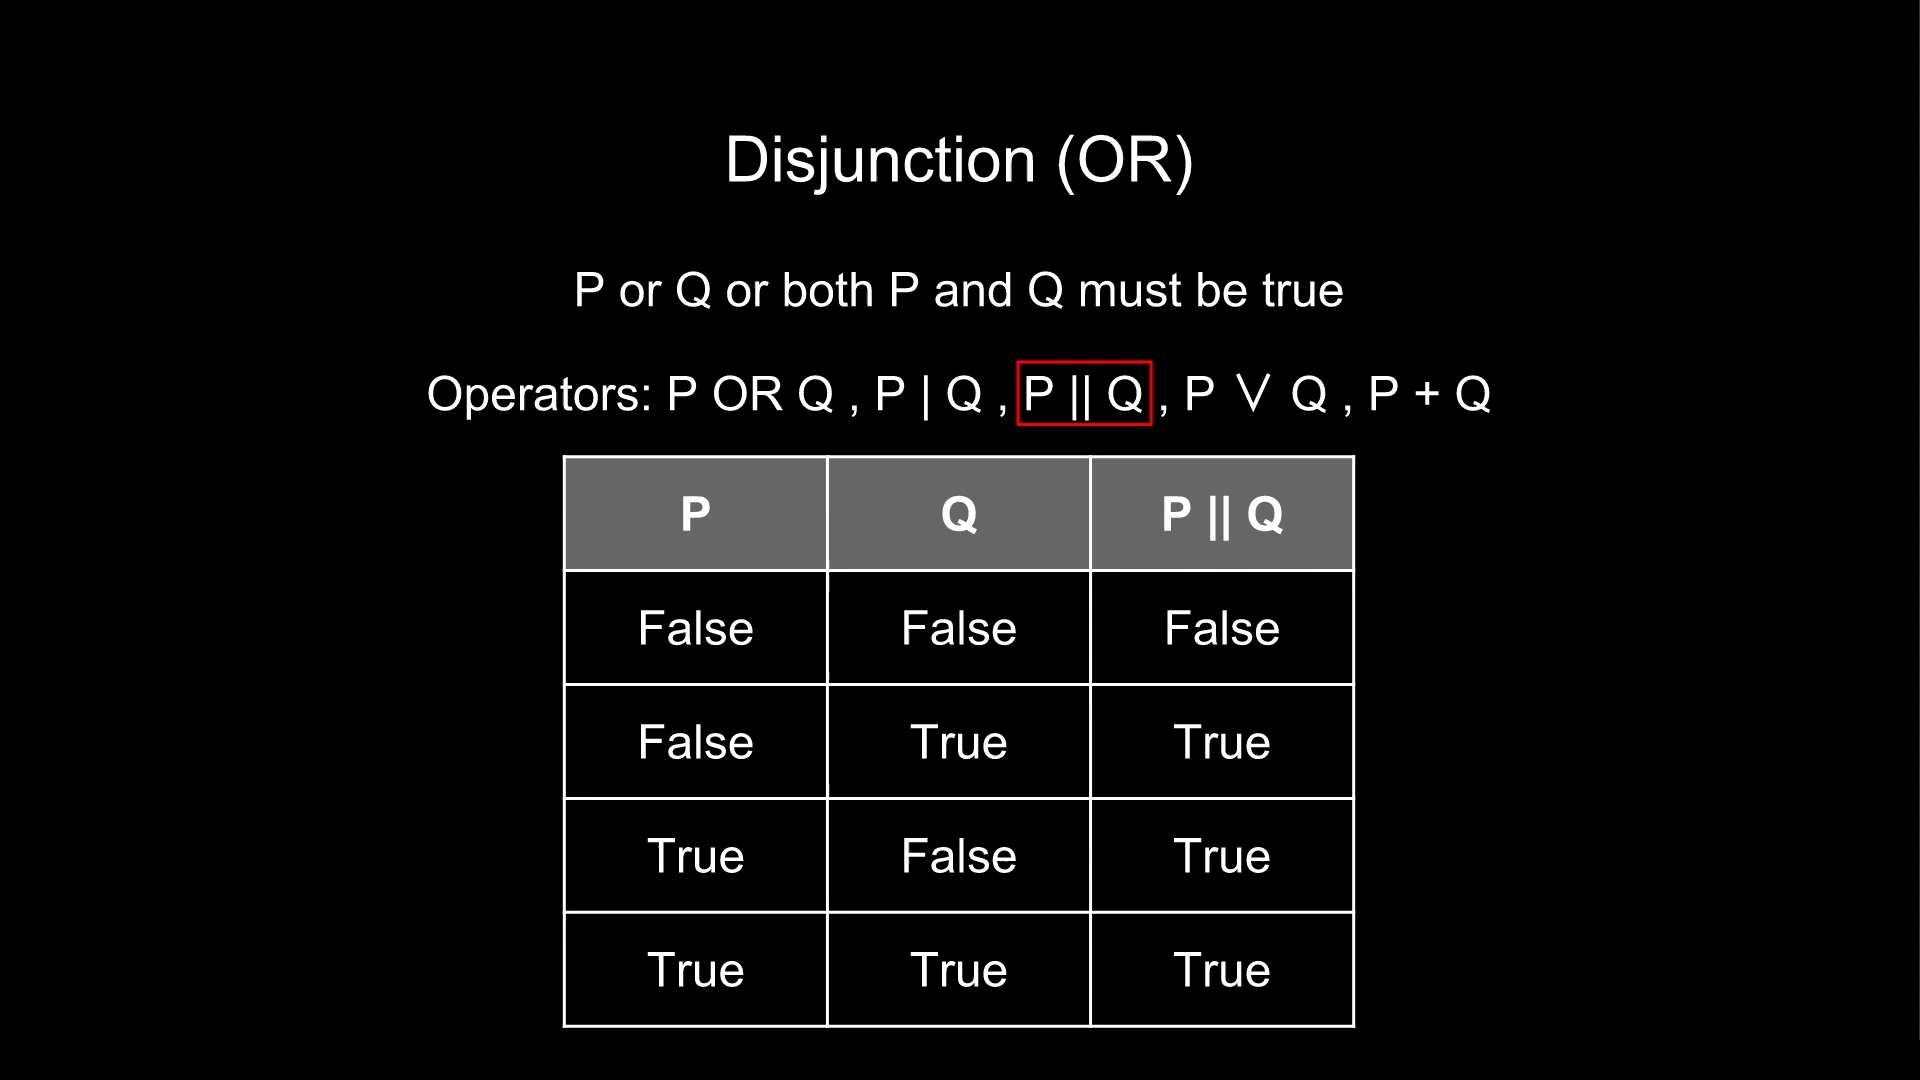 Disjunction (OR)
P or Q or both P and Q must be true
Operators: P OR Q , P | Q , P || Q , P ∨ Q , P + Q
P Q P || Q
False False False
False True True
True False True
True True True